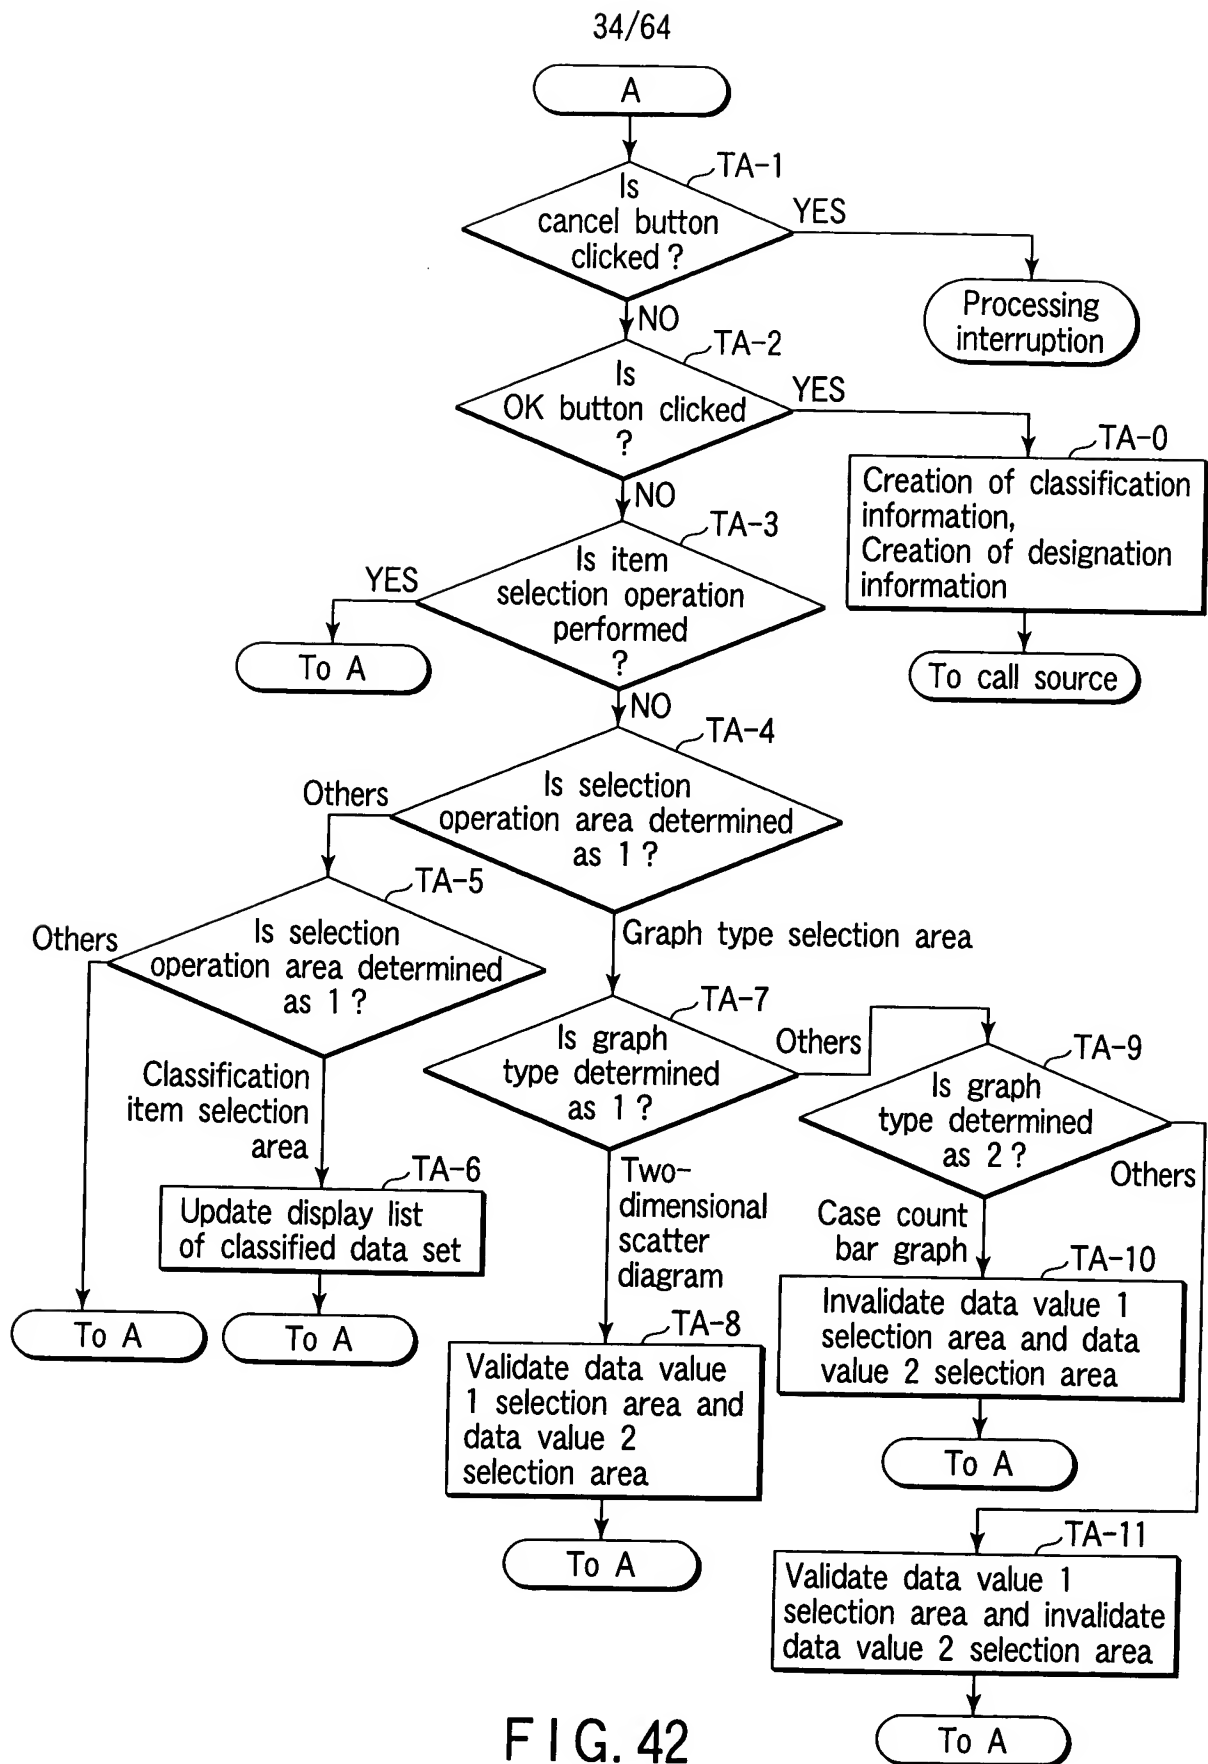 34/64
A
TA-1
Is
cancel button
clicked?
YES
Processing
interruption
NO
TA-2
Is
OK button clicked
?
YES
TA-0
Creation of classification
information,
Creation of designation
information
To call source
NO
TA-3
Is item
selection operation
performed
?
YES
To A
NO
TA-4
Is selection
operation area determined
as 1?
Others
TA-5
Is selection
operation area determined
as 1?
Others
To A
Classification
item selection
area
TA-6
Update display list
of classified data set
To A
Graph type selection area
TA-7
Is graph
type determined
as 1?
Others
Two-
dimensional
scatter
diagram
TA-8
Validate data value
1 selection area and
data value 2
selection area
To A
TA-9
Is graph
type determined
as 2?
Others
Case count
bar graph
TA-10
Invalidate data value 1
selection area and data
value 2 selection area
To A
TA-11
Validate data value 1
selection area and invalidate
data value 2 selection area
To A
FIG. 42